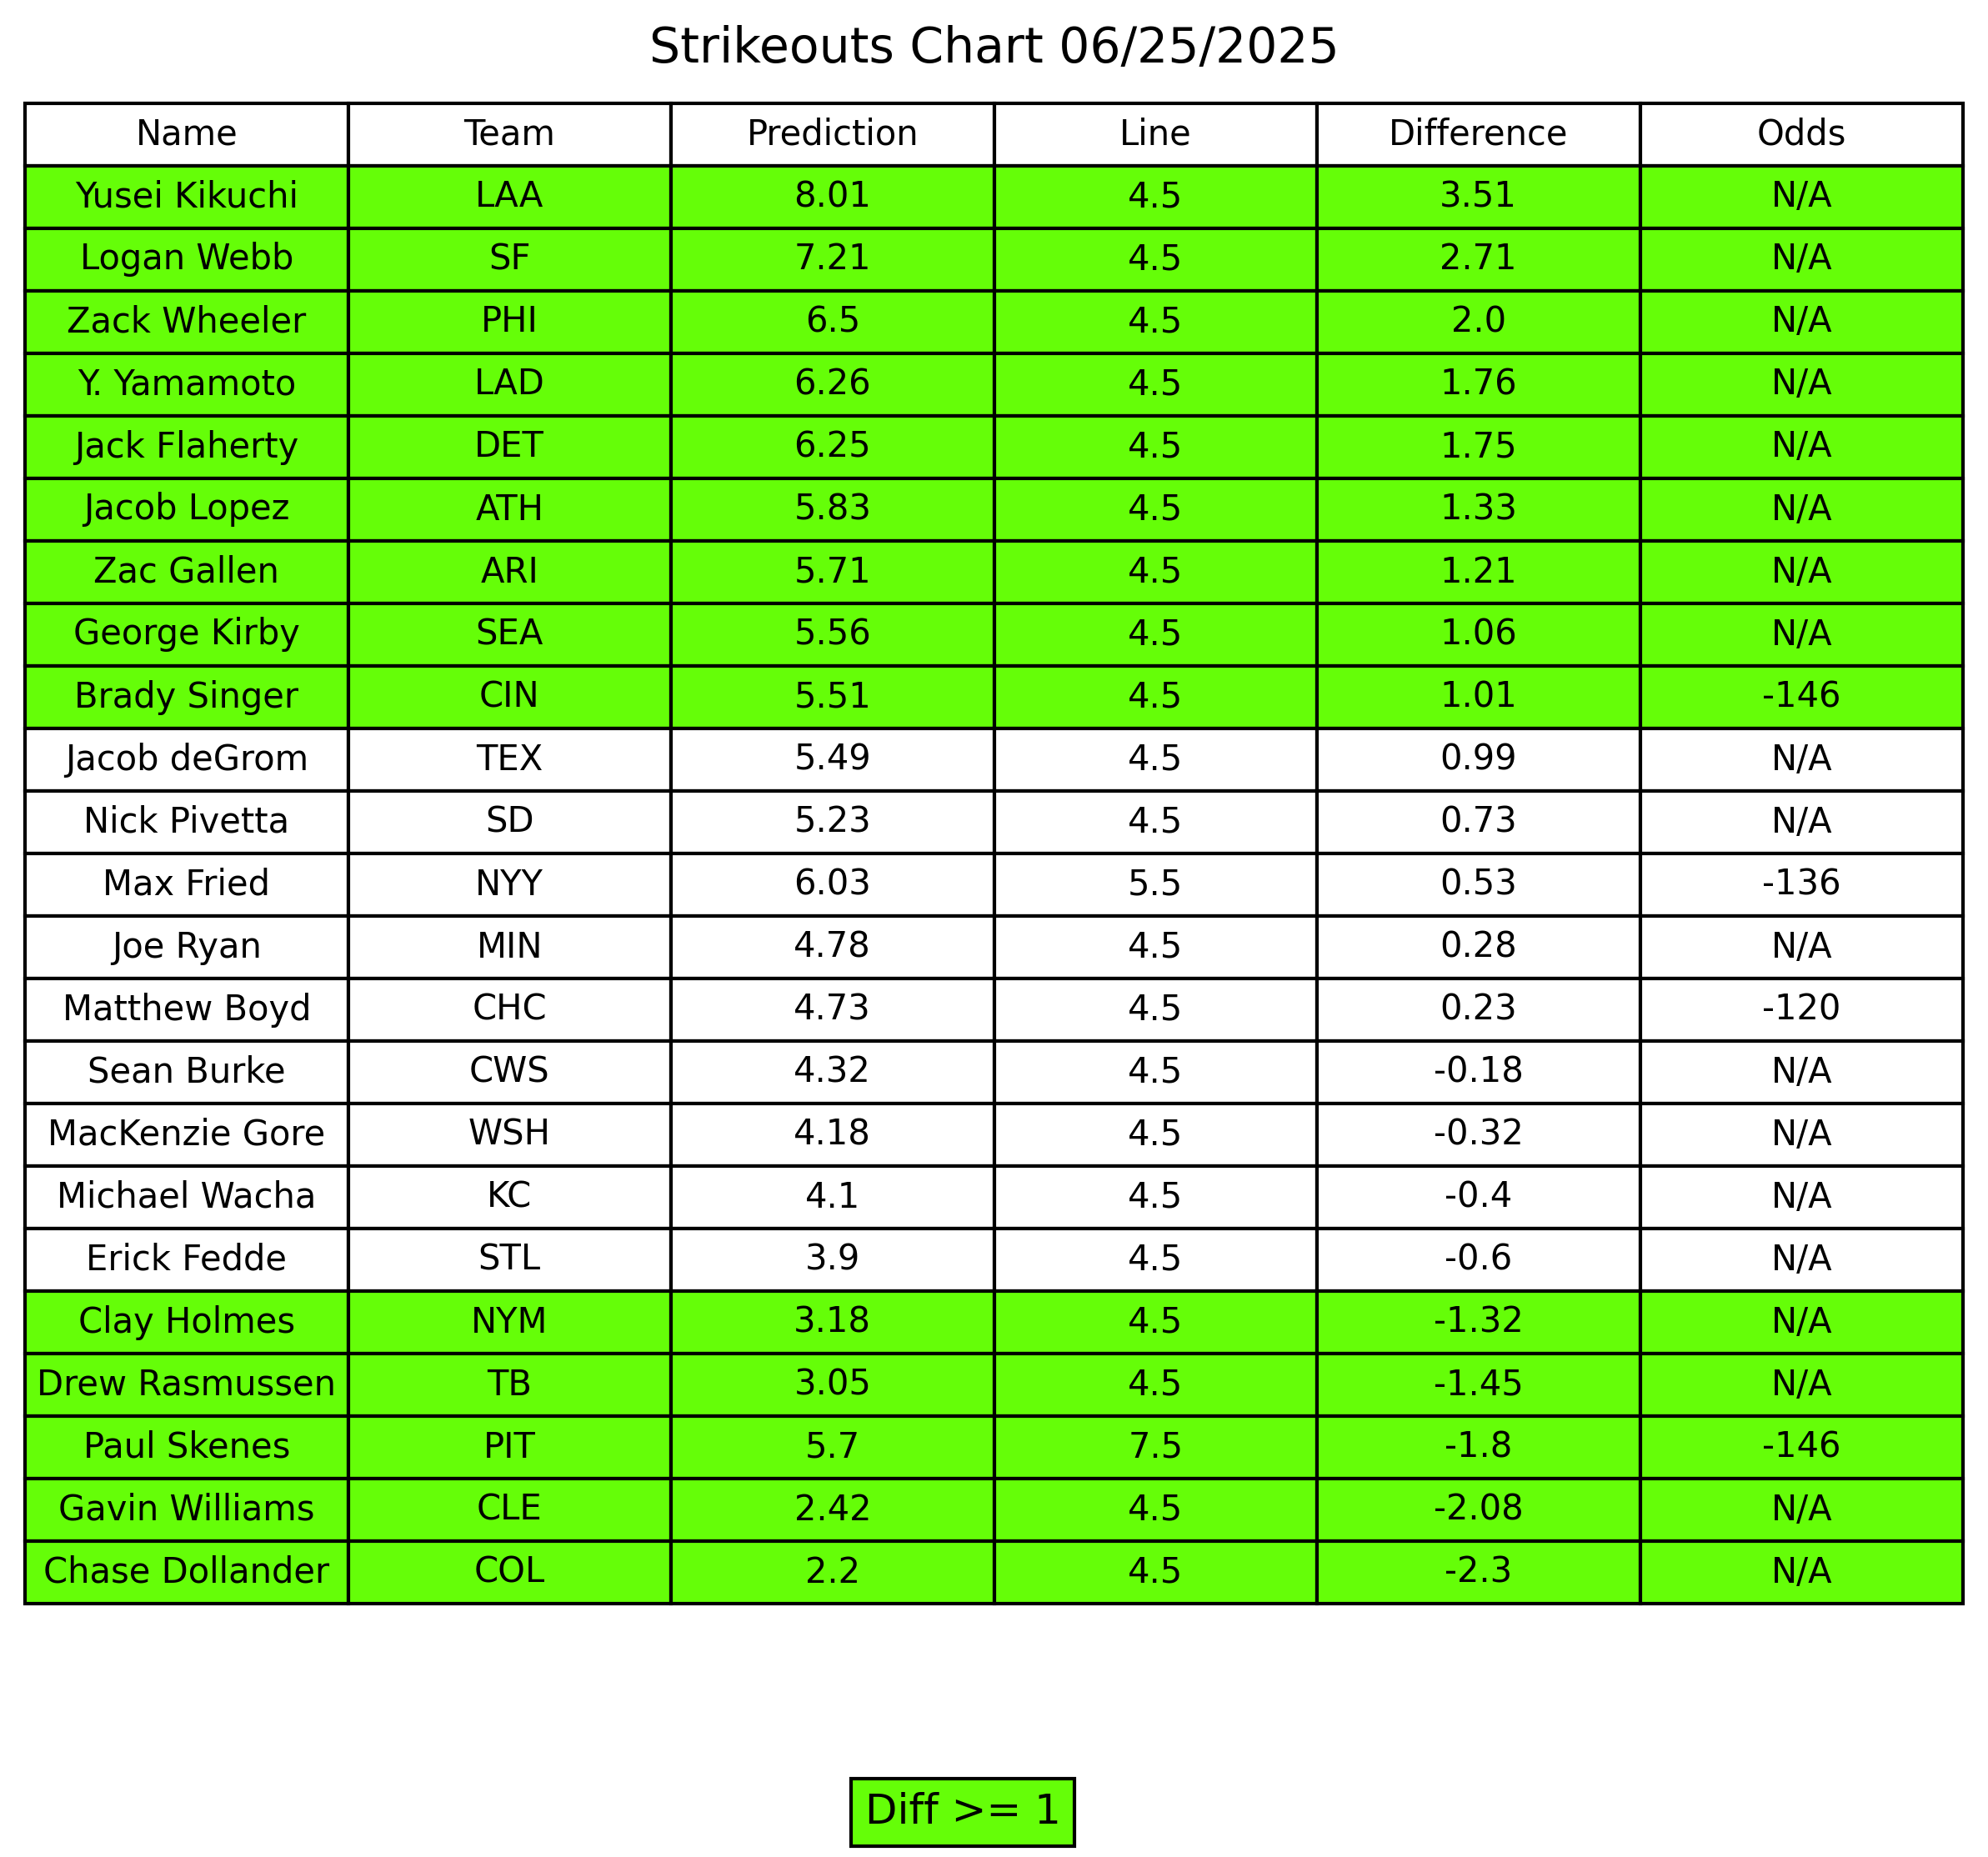 Strikeouts Chart 06/25/2025
Name Team Prediction Line Difference Odds
Yusei Kikuchi LAA 8.01 4.5 3.51 N/A
Logan Webb SF 7.21 4.5 2.71 N/A
Zack Wheeler PHI 6.5 4.5 2.0 N/A
Y. Yamamoto LAD 6.26 4.5 1.76 N/A
Jack Flaherty DET 6.25 4.5 1.75 N/A
Jacob Lopez ATH 5.83 4.5 1.33 N/A
Zac Gallen ARI 5.71 4.5 1.21 N/A
George Kirby SEA 5.56 4.5 1.06 N/A
Brady Singer CIN 5.51 4.5 1.01 -146
Jacob deGrom TEX 5.49 4.5 0.99 N/A
Nick Pivetta SD 5.23 4.5 0.73 N/A
Max Fried NYY 6.03 5.5 0.53 -136
Joe Ryan MIN 4.78 4.5 0.28 N/A
Matthew Boyd CHC 4.73 4.5 0.23 -120
Sean Burke CWS 4.32 4.5 -0.18 N/A
MacKenzie Gore WSH 4.18 4.5 -0.32 N/A
Michael Wacha KC 4.1 4.5 -0.4 N/A
Erick Fedde STL 3.9 4.5 -0.6 N/A
Clay Holmes NYM 3.18 4.5 -1.32 N/A
Drew Rasmussen TB 3.05 4.5 -1.45 N/A
Paul Skenes PIT 5.7 7.5 -1.8 -146
Gavin Williams CLE 2.42 4.5 -2.08 N/A
Chase Dollander COL 2.2 4.5 -2.3 N/A
Diff >= 1